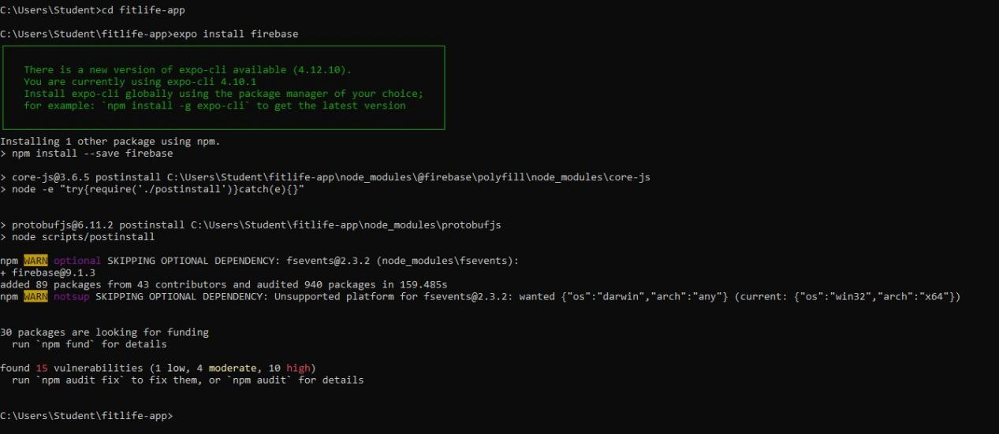 C:\Users\Student>cd fitlife-app
C:\Users\Student\fitlife-app>expo install firebase
There is a new version of expo-cli available (4.12.10).
You are currently using expo-cli 4.10.1
Install expo-cli globally using the package manager of your choice;
for example: `npm install -g expo-cli` to get the latest version
Installing 1 other package using npm.
> npm install --save firebase
> core-js@3.6.5 postinstall C:\Users\Student\fitlife-app\node_modules\@firebase\polyfill\node_modules\core-js
> node -e "try{require('./postinstall')}catch(e){}"
> protobufjs@6.11.2 postinstall C:\Users\Student\fitlife-app\node_modules\protobufjs
> node scripts/postinstall
npm WARN optional SKIPPING OPTIONAL DEPENDENCY: fsevents@2.3.2 (node_modules\fsevents):
+ firebase@9.1.3
added 89 packages from 43 contributors and audited 940 packages in 159.485s
npm WARN notsup SKIPPING OPTIONAL DEPENDENCY: Unsupported platform for fsevents@2.3.2: wanted {"os":"darwin","arch":"any"} (current: {"os":"win32","arch":"x64"})
30 packages are looking for funding
run `npm fund` for details
found 15 vulnerabilities (1 low, 4 moderate, 10 high)
run `npm audit fix` to fix them, or `npm audit` for details
C:\Users\Student\fitlife-app>